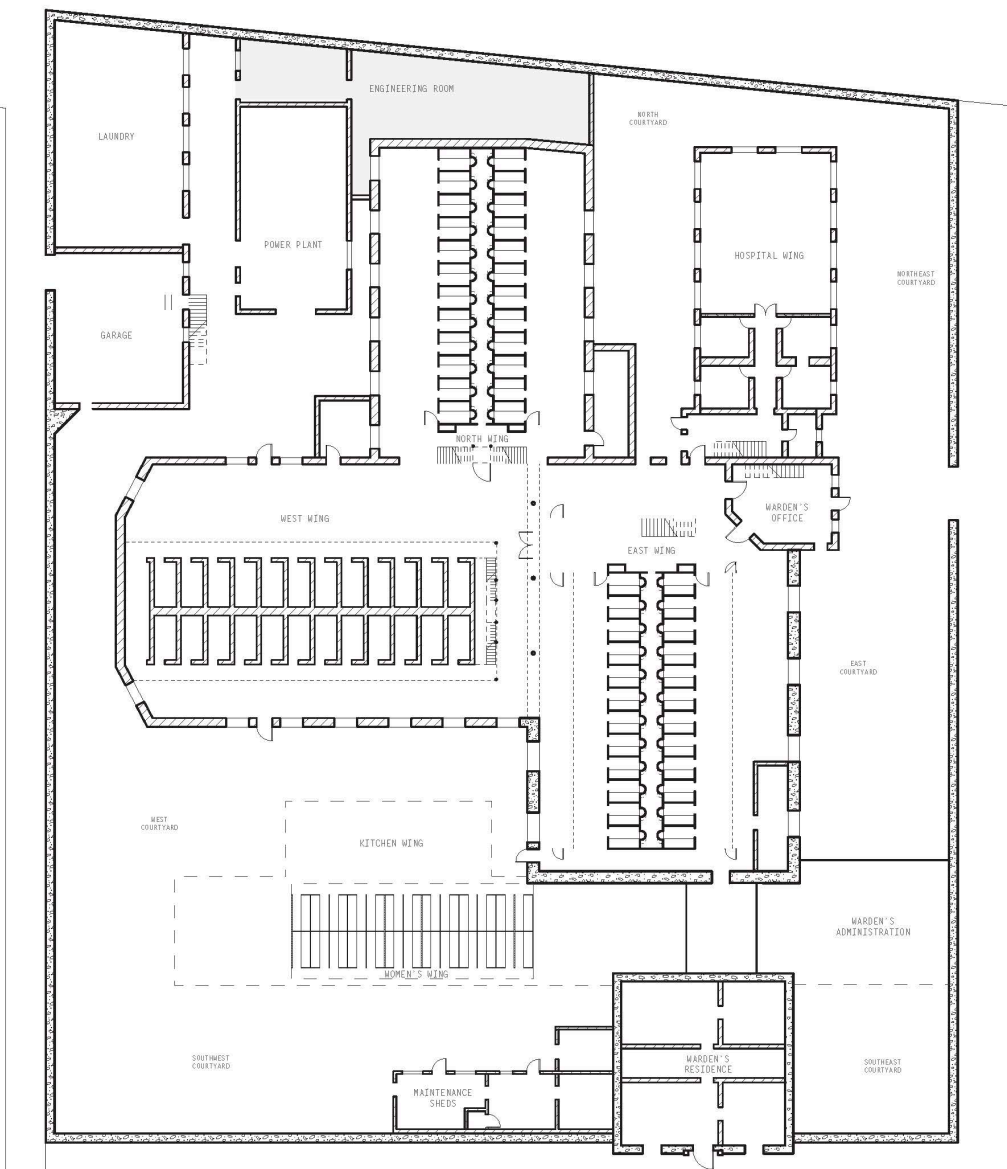 ENGINEERING ROOM
NORTH
COURTYARD
LAUNDRY
POWER PLANT
HOSPITAL WING
NORTHEAST
COURTYARD
GARAGE
NORTH WING
WEST WING
WARDEN'S
OFFICE
EAST WING
EAST
COURTYARD
WEST
COURTYARD
KITCHEN WING
WARDEN'S
ADMINISTRATION
WOMEN'S WING
SOUTHWEST
COURTYARD
WARDEN'S
RESIDENCE
SOUTHEAST
COURTYARD
MAINTENANCE
SHEDS